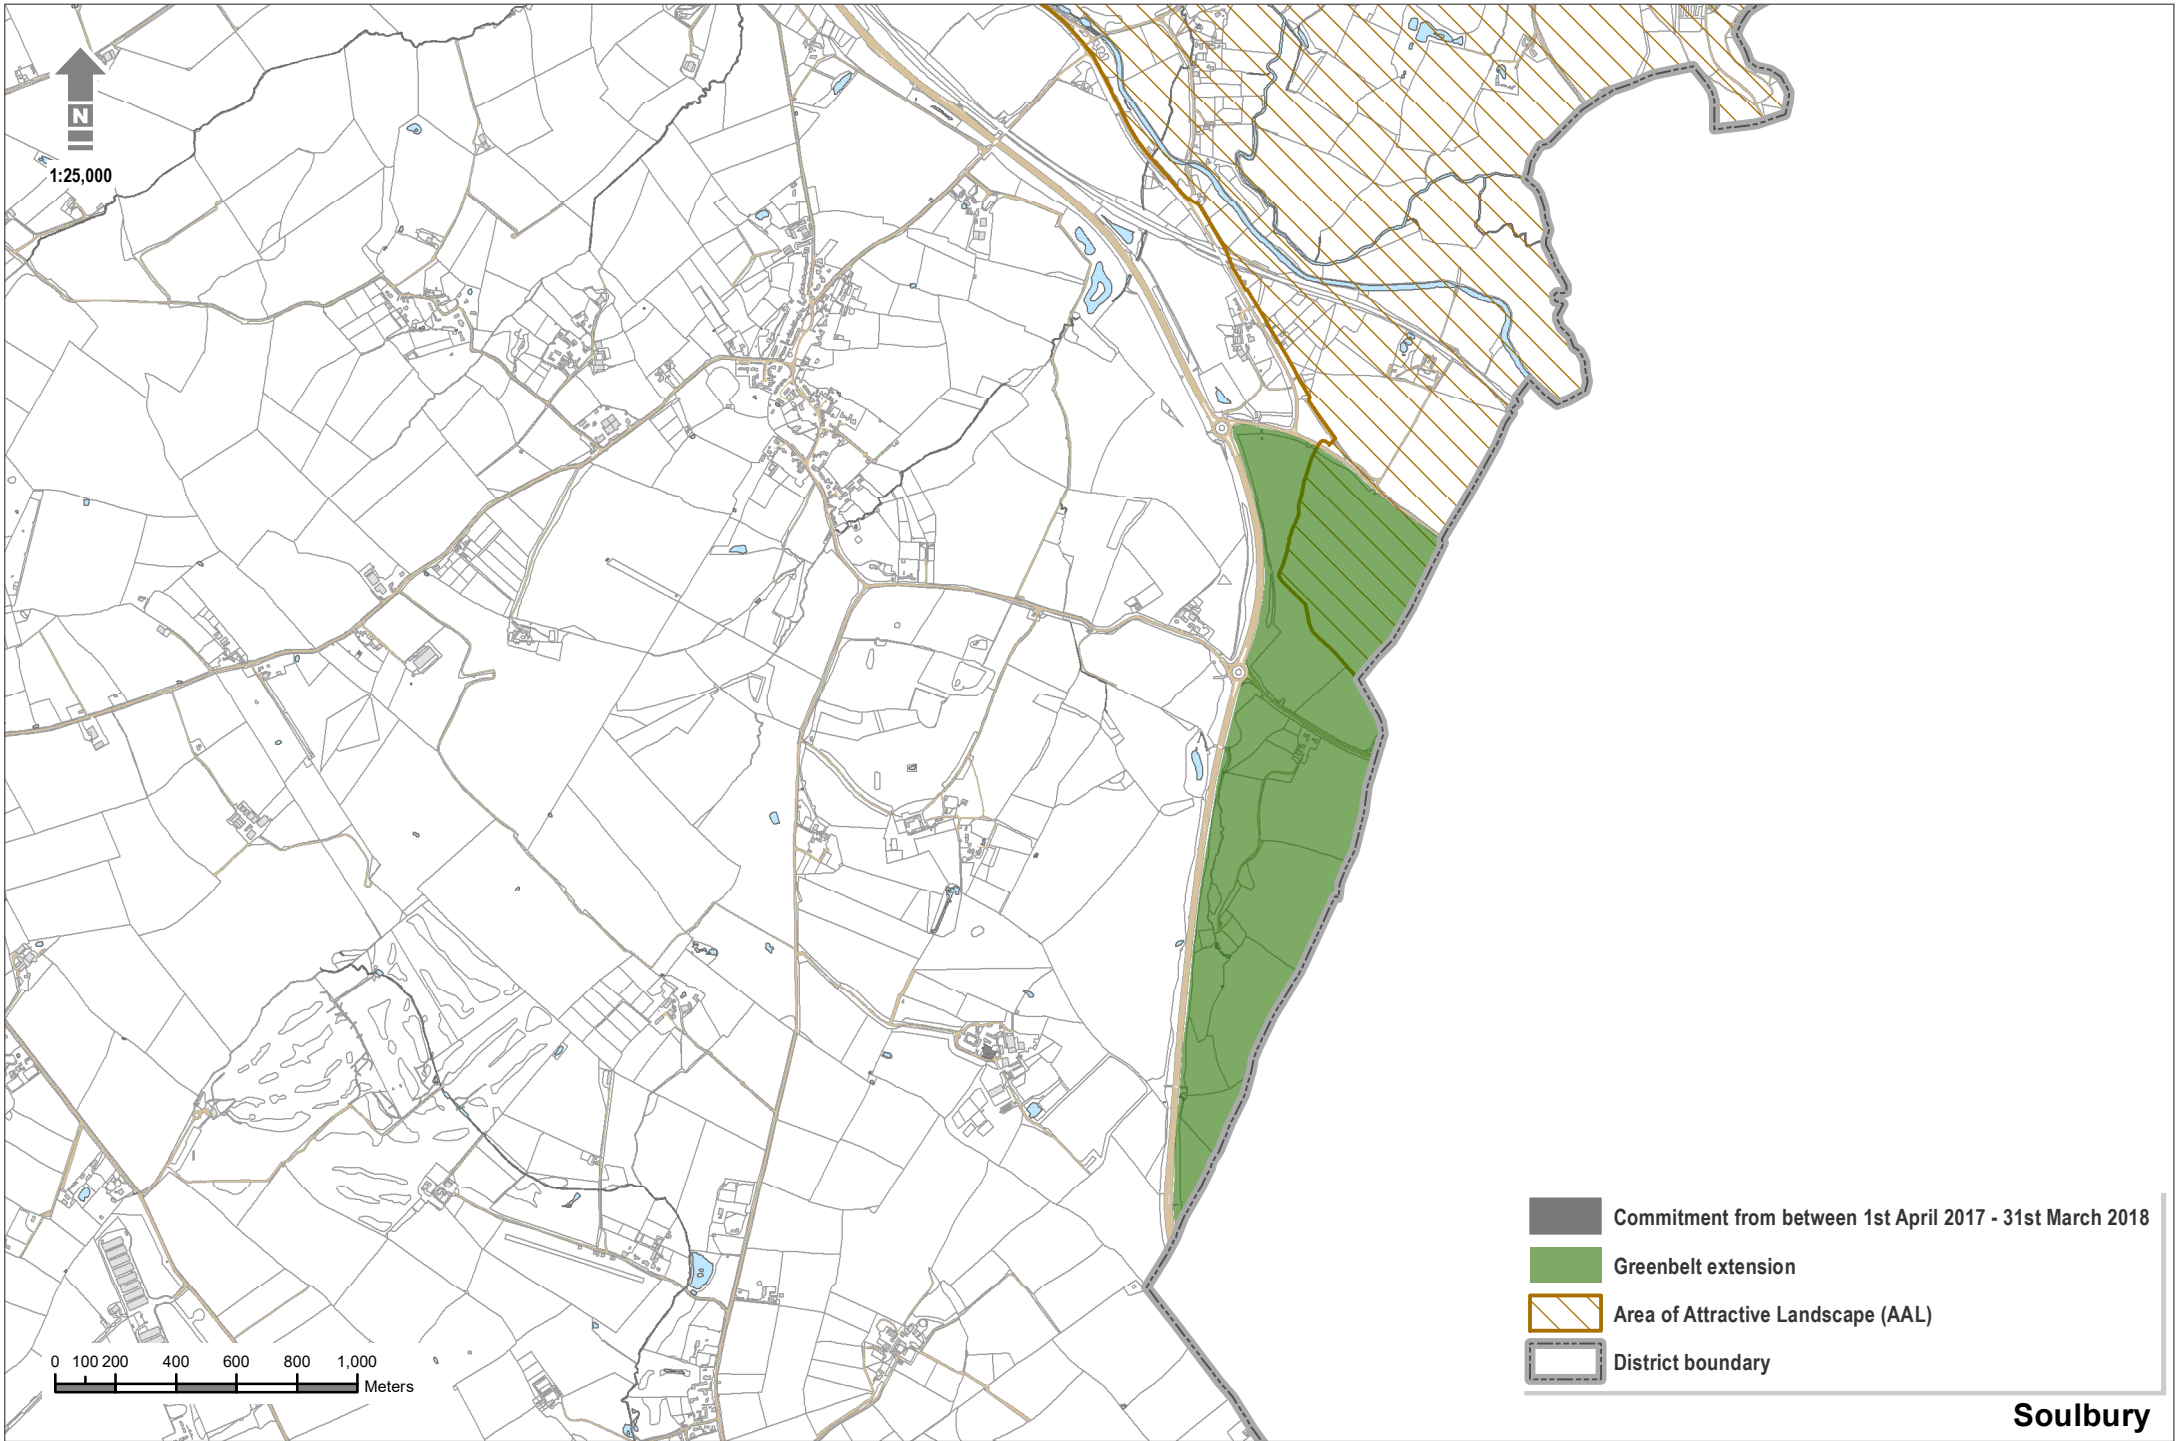 N
1:25,000
Commitment from between 1st April 2017 - 31st March 2018
Greenbelt extension
Area of Attractive Landscape (AAL)
District boundary
0 100 200 400 600 800 1,000
Meters
Soulbury